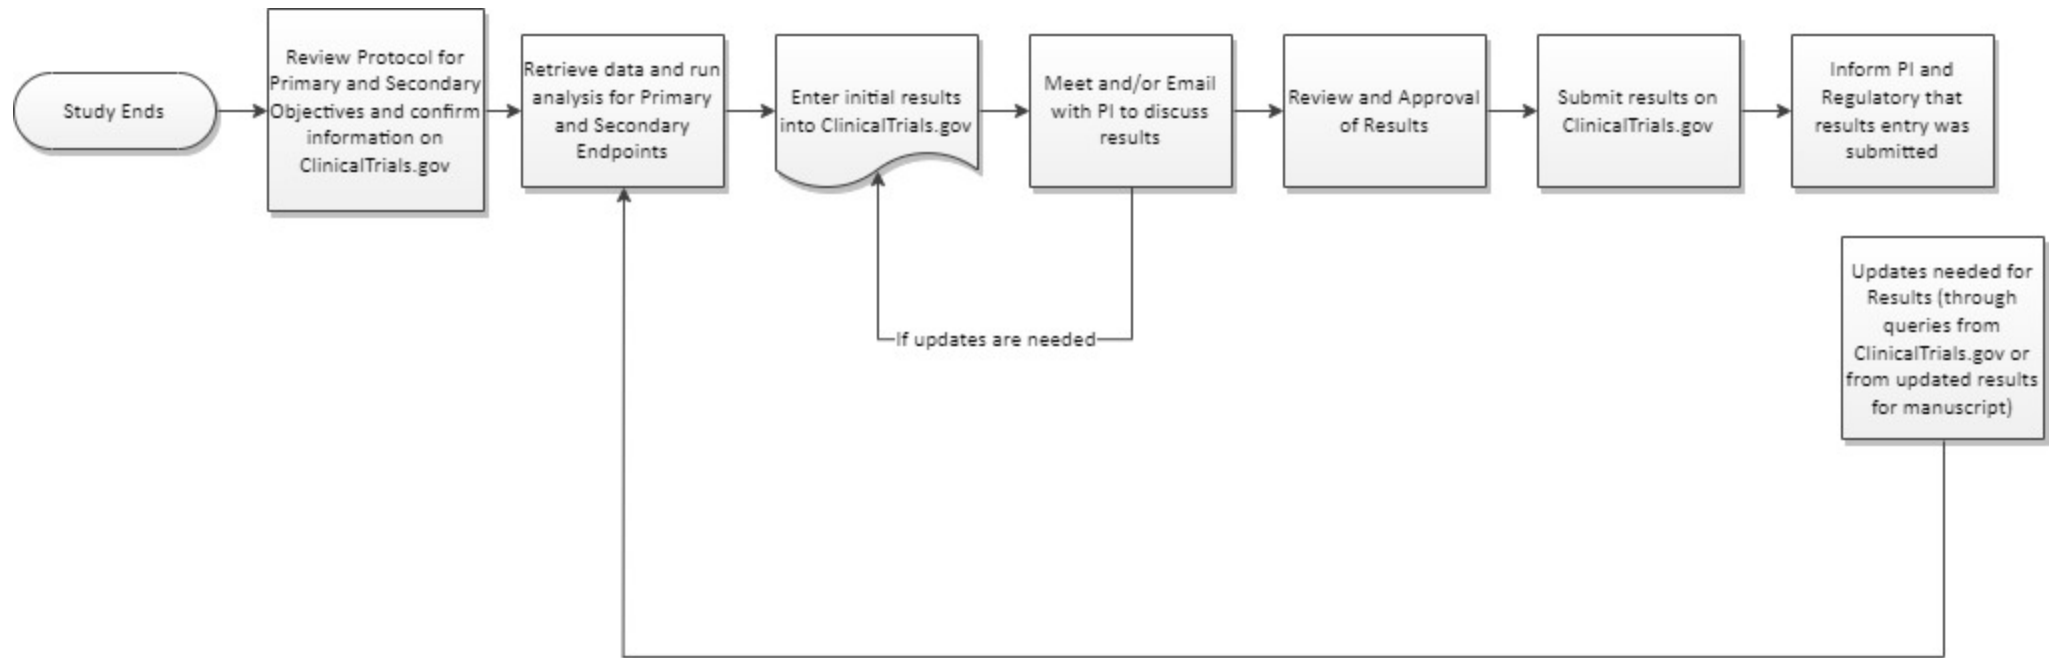 Study Ends
Review Protocol for
Primary and Secondary
Objectives and confirm
information on
ClinicalTrials.gov
Retrieve data and run
analysis for Primary
and Secondary
Endpoints
Enter initial results
into ClinicalTrials.gov
Meet and/or Email
with PI to discuss
results
Review and Approval
of Results
Submit results on
ClinicalTrials.gov
Inform PI and
Regulatory that
results entry was
submitted
If updates are needed
Updates needed for
Results (through
queries from
ClinicalTrials.gov or
from updated results
for manuscript)